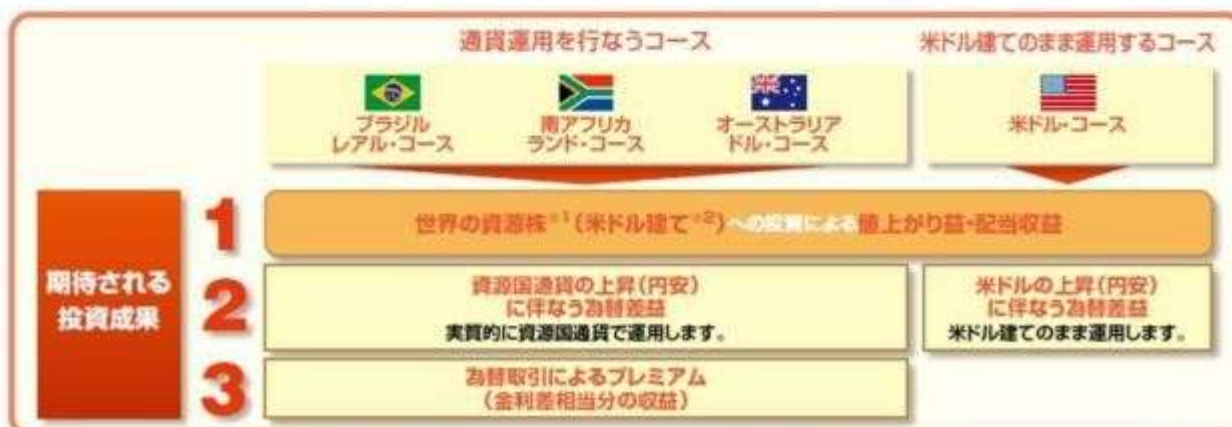 通貨運用を行なうコース
米ドル建てのまま運用するコース
ブラジル
レアル・コース
南アフリカ
ランド・コース
オーストラリア
ドル・コース
米ドル・コース
期待される
投資成果
1
世界の資源株※1(米ドル建て※2)への投資による値上がり益・配当収益
2
資源国通貨の上昇(円安)
に伴なう為替差益
実質的に資源国通貨で運用します。
米ドルの上昇(円安)
に伴なう為替差益
米ドル建てのまま運用します。
3
為替取引によるプレミアム
(金利差相当分の収益)